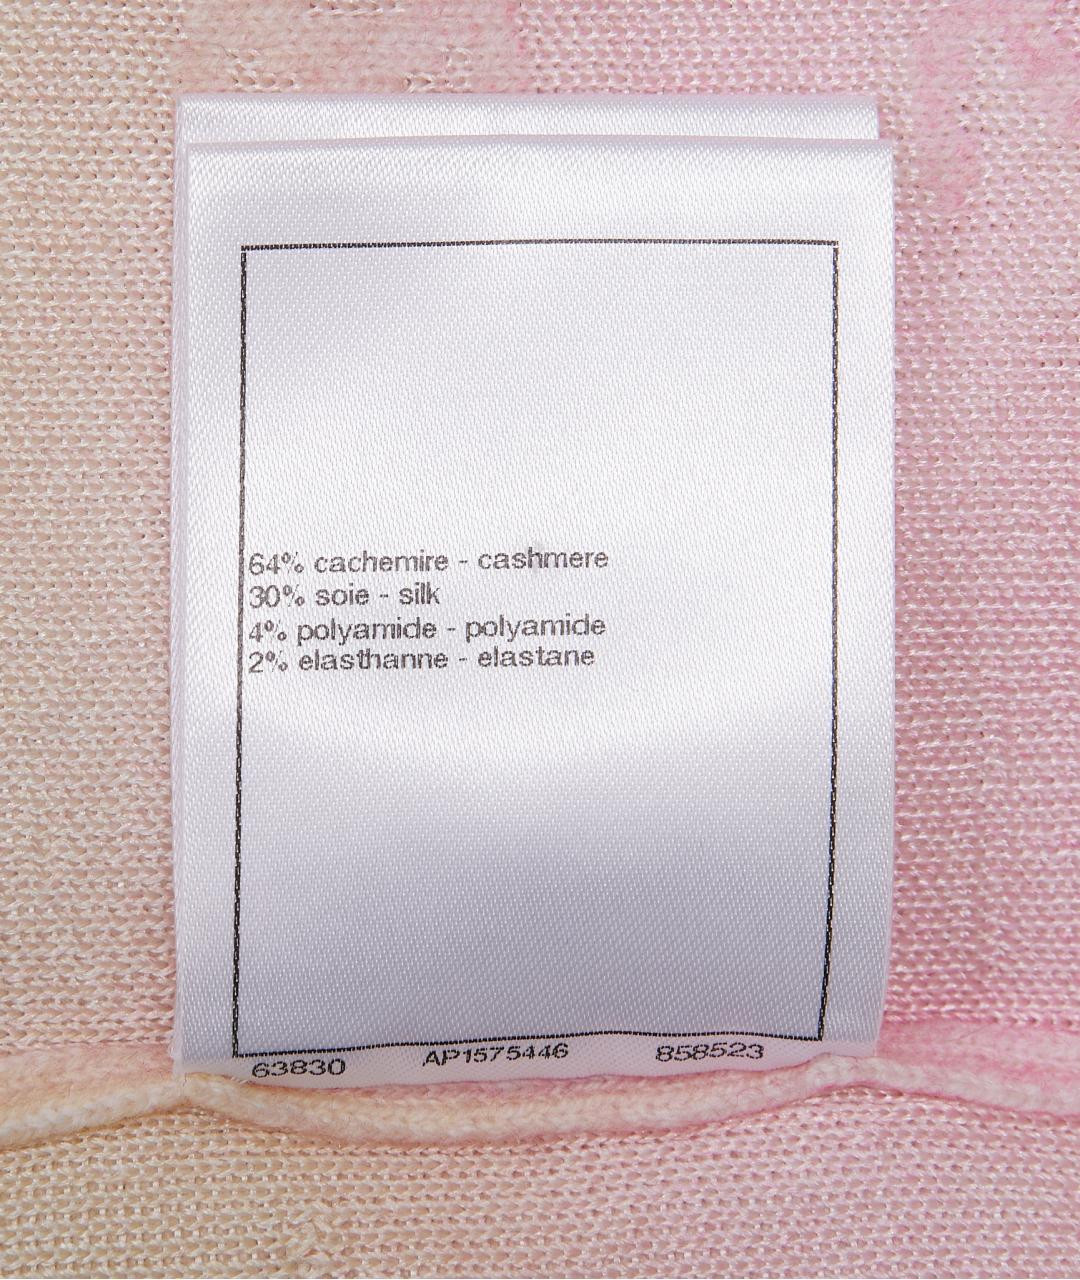 64% cachemire - cashmere
30% soie - silk
4% polyamide - polyamide
2% elasthanne - elastane
63830 AP1575446 858523